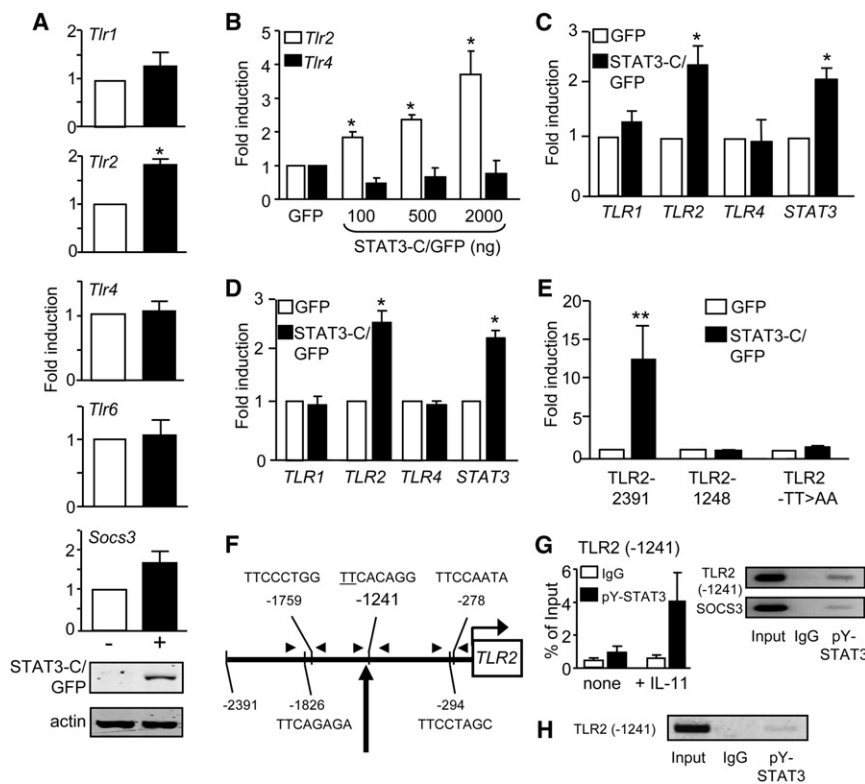 A
Tlr1
2
1
0
Tlr2
2
1
0
Tlr4
2
1
0
Tlr6
2
1
0
Socs3
2
1
0
Fold induction
*
- +
STAT3-C/
GFP
actin
B
Tlr2
Tlr4
Fold induction
5
4
3
2
1
0
* * *
GFP 100 500 2000
STAT3-C/GFP (ng)
C
GFP
STAT3-C/
GFP
Fold induction
3
2
1
0
* *
TLR1 TLR2 TLR4 STAT3
D
GFP
STAT3-C/
GFP
Fold induction
3
2
1
0
* *
TLR1 TLR2 TLR4 STAT3
E
GFP
STAT3-C/
GFP
Fold induction
20
15
10
5
0
**
TLR2- TLR2- TLR2
2391 1248 -TT>AA
F
TTCCCTGG TTCACAGG TTCCAATA
-1759 -1241 -278
TLR2
-2391 -1826 -294
TTCAGAGA TTCCTAGC
G
TLR2 (-1241)
IgG
pY-STAT3
% of Input
6
4
2
0
none + IL-11
TLR2
(-1241)
SOCS3
Input IgG pY-
STAT3
H
TLR2 (-1241)
Input IgG pY-
STAT3